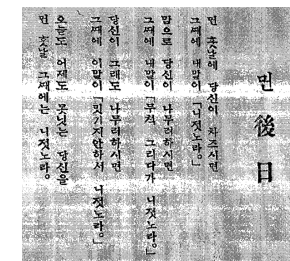 먼 後日
먼 훗날에 당신이 차즈시면
그때에 내말이 「니젓노라。」
맘으로 당신이 나무러하시면
그때에 내말이 「무척 그리다가 니젓노라。」
당신이 그래도 나무러하시면
그때에 이말이 「밋기지안하서 니젓노라。」
오늘도 어제도 못닛는 당신을
먼 훗날 그때에는 니젓노라。